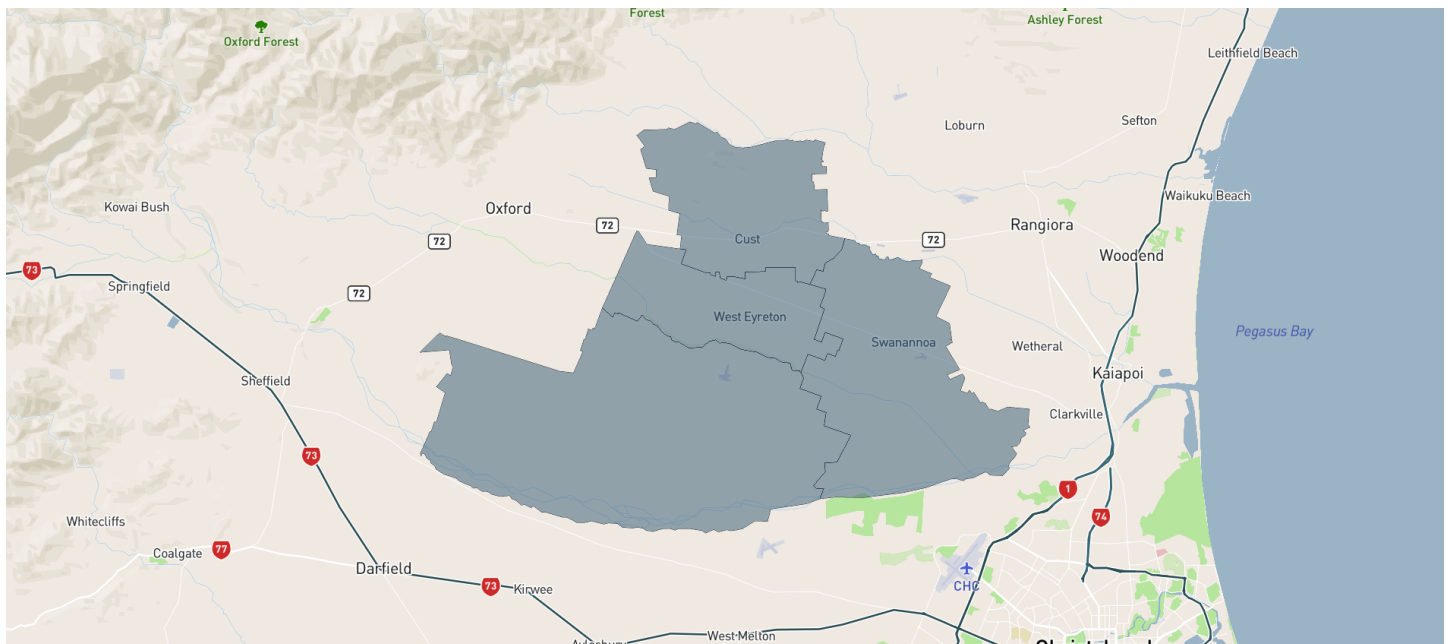 Forest
Ashley Forest
Oxford Forest
Leithfield Beach
Sefton
Loburn
Waikuku Beach
Kowai Bush
Oxford
72
Rangiora
72
Cust
72
Woodend
73
Springfield
72
West Eyreton
Pegasus Bay
Swanannoa
Wetheral
Kaiapoi
Sheffield
Clarkville
73
1
Whitecliffs
74
77
Coalgate
Darfield
CHC
73
Kirwee
West Melton